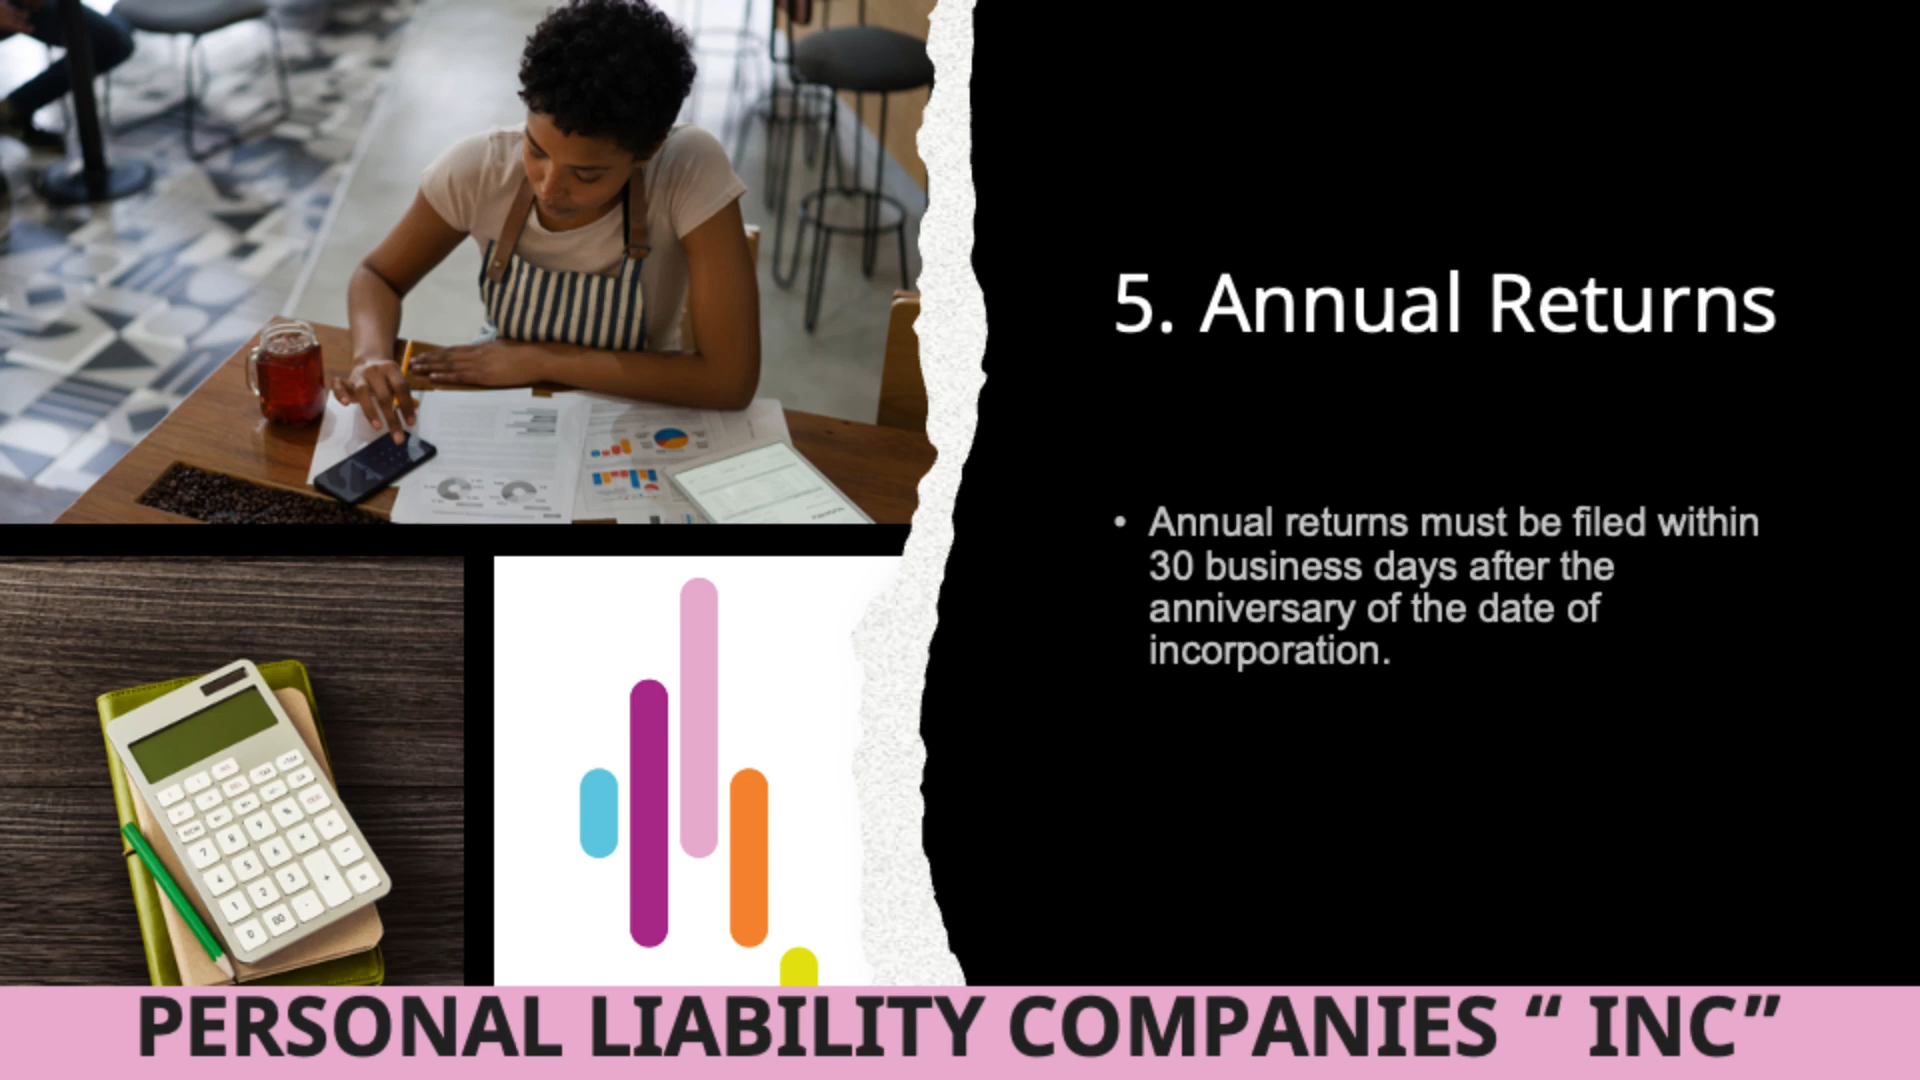 5. Annual Returns
• Annual returns must be filed within
30 business days after the
anniversary of the date of
incorporation.
PERSONAL LIABILITY COMPANIES “ INC”